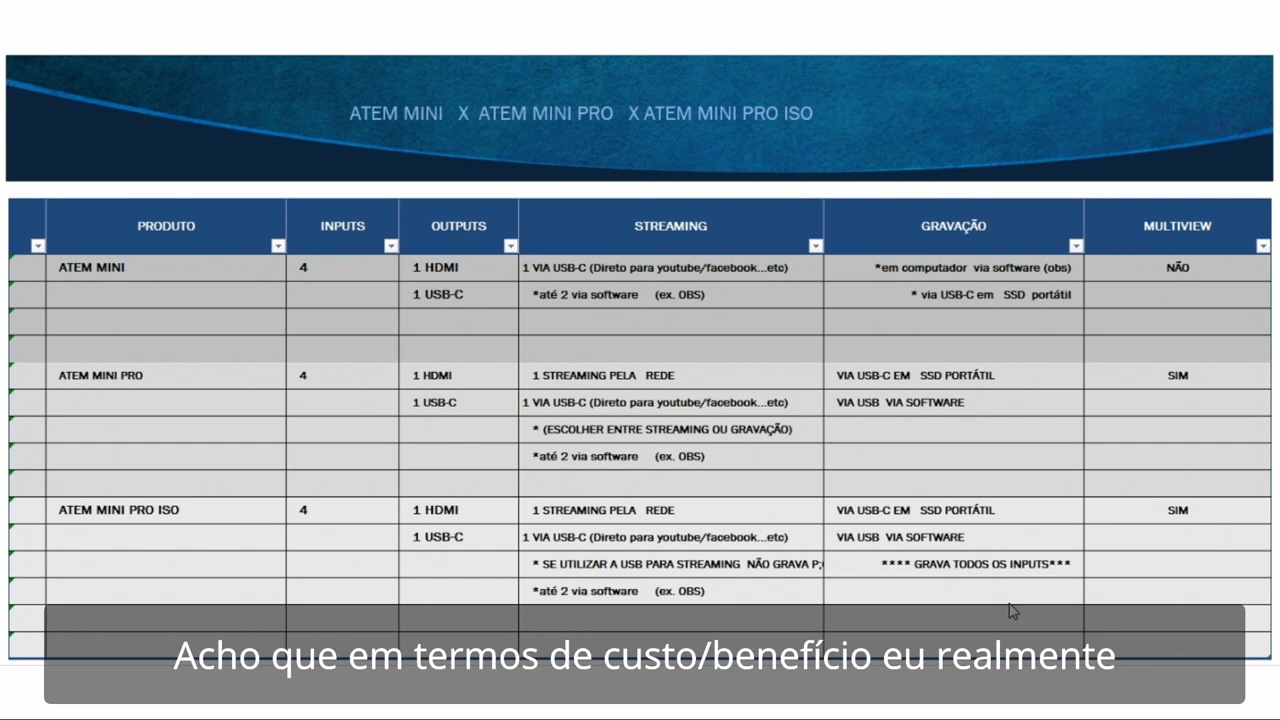 ATEM MINI X ATEM MINI PRO X ATEM MINI PRO ISO
PRODUTO INPUTS OUTPUTS STREAMING GRAVAÇÃO MULTIVIEW
ATEM MINI 4 1 HDMI 1 VIA USB-C (Direto para youtube/facebook...etc) *em computador via software (obs) NÃO
1 USB-C *até 2 via software (ex. OBS) * via USB-C em SSD portátil
ATEM MINI PRO 4 1 HDMI 1 STREAMING PELA REDE VIA USB-C EM SSD PORTÁTIL SIM
1 USB-C 1 VIA USB-C (Direto para youtube/facebook...etc) VIA USB VIA SOFTWARE
* (ESCOLHER ENTRE STREAMING OU GRAVAÇÃO)
*até 2 via software (ex. OBS)
ATEM MINI PRO ISO 4 1 HDMI 1 STREAMING PELA REDE VIA USB-C EM SSD PORTÁTIL SIM
1 USB-C 1 VIA USB-C (Direto para youtube/facebook...etc) VIA USB VIA SOFTWARE
* SE UTILIZAR A USB PARA STREAMING NÃO GRAVA **** GRAVA TODOS OS INPUTS***
*até 2 via software (ex. OBS)
Acho que em termos de custo/benefício eu realmente